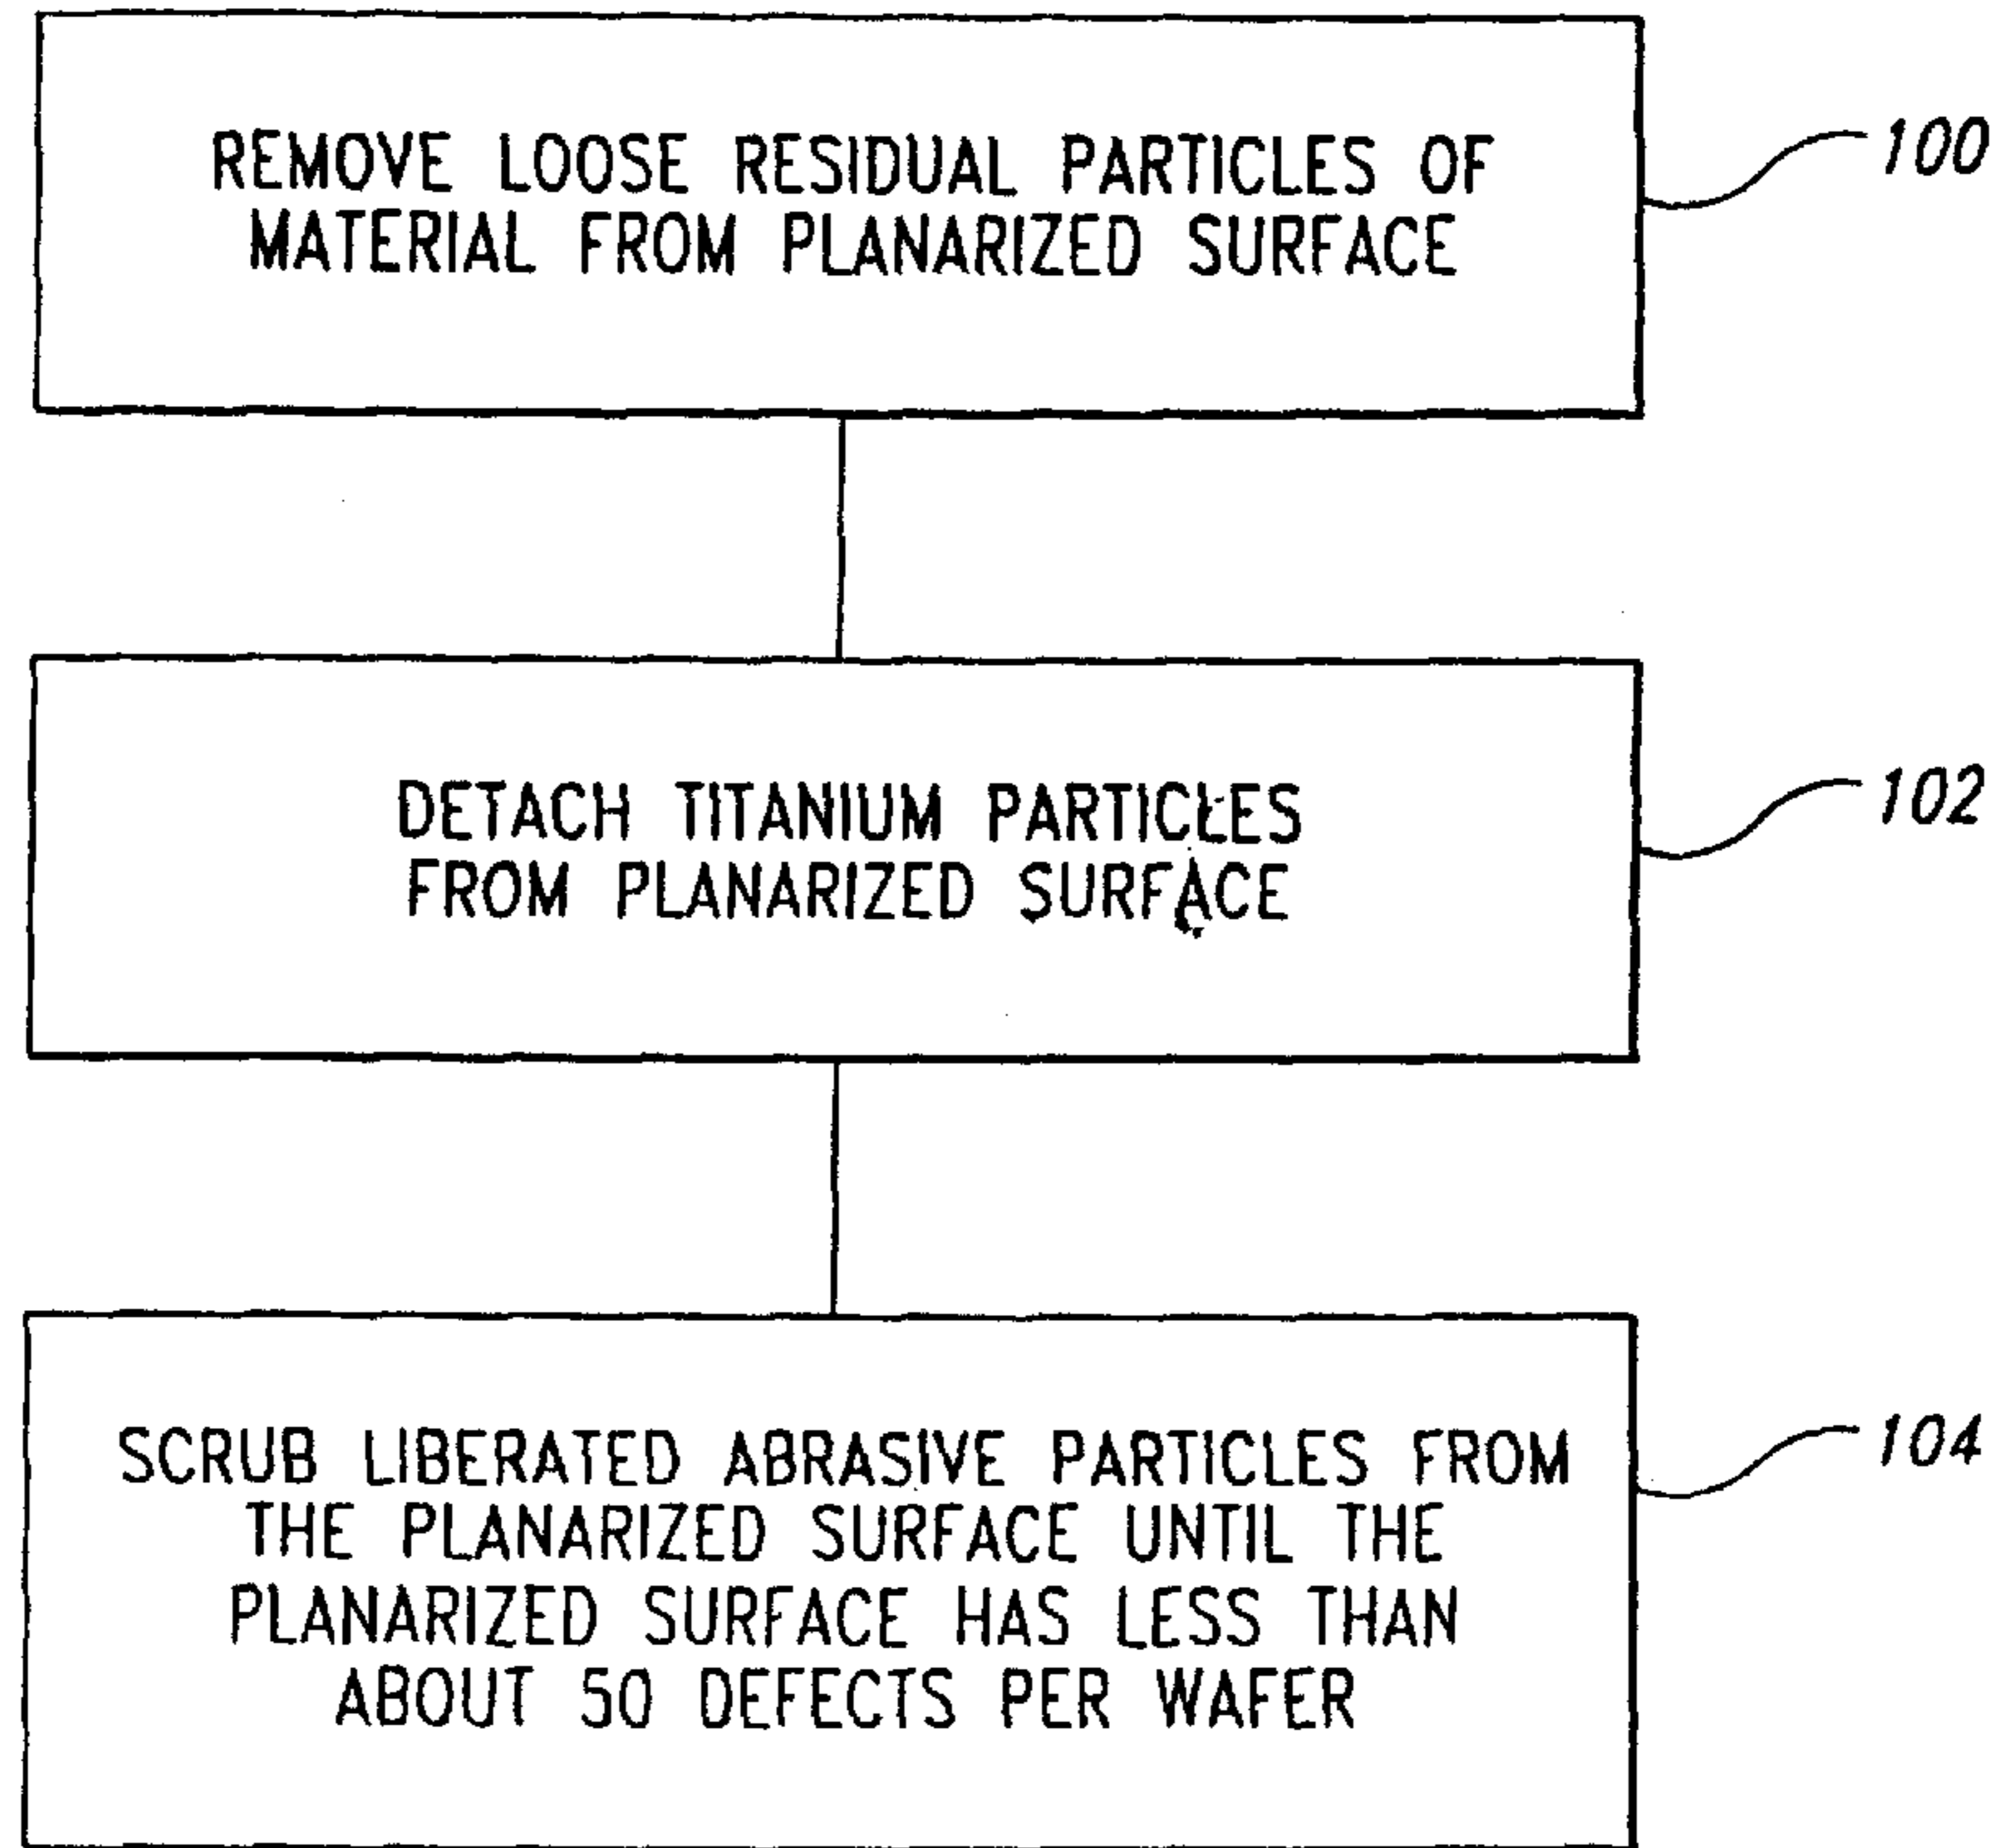 REMOVE LOOSE RESIDUAL PARTICLES OF
MATERIAL FROM PLANARIZED SURFACE
100
DETACH TITANIUM PARTICLES
FROM PLANARIZED SURFACE
102
SCRUB LIBERATED ABRASIVE PARTICLES FROM
THE PLANARIZED SURFACE UNTIL THE
PLANARIZED SURFACE HAS LESS THAN
ABOUT 50 DEFECTS PER WAFER
104